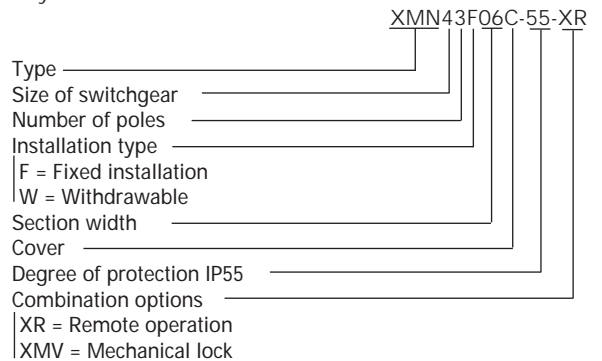 XMN43F06C-55-XR
Type
Size of switchgear
Number of poles
Installation type
F = Fixed installation
W = Withdrawable
Section width
Cover
Degree of protection IP55
Combination options
XR = Remote operation
XMV = Mechanical lock